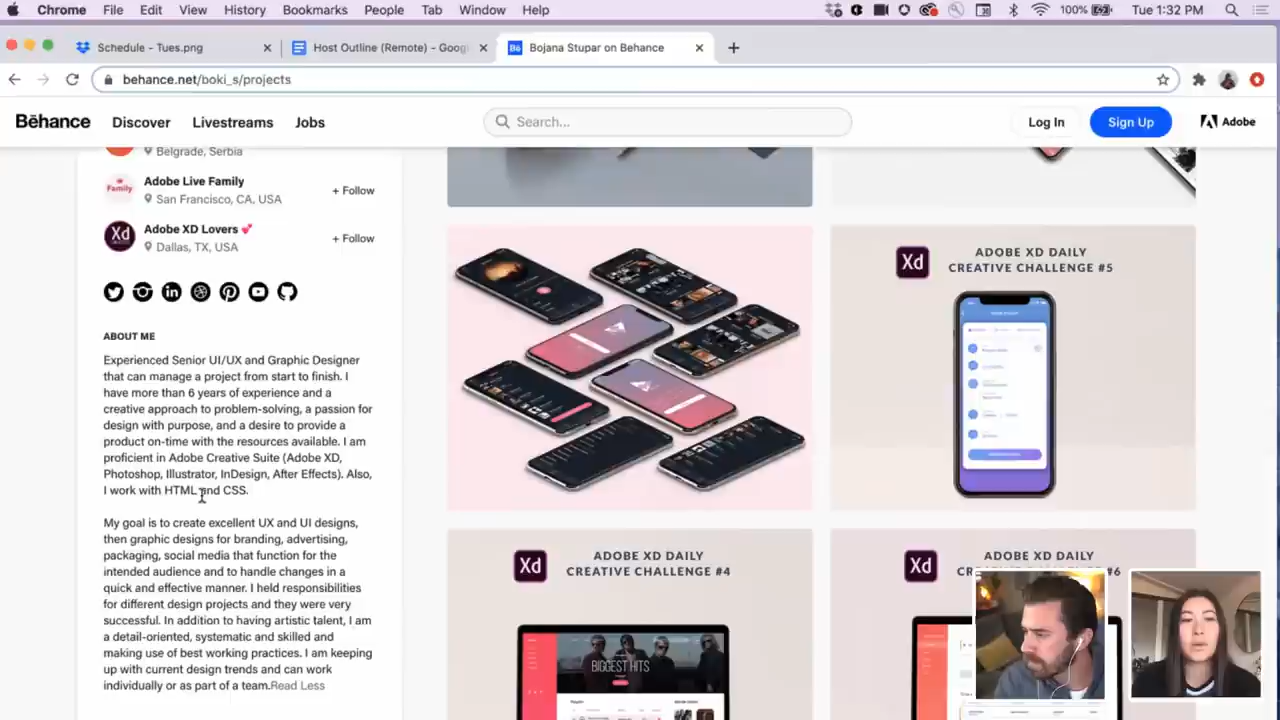 Chrome File Edit View History Bookmarks People Tab Window Help 100% Tue 1:32 PM
Schedule - Tues.png Host Outline (Remote) - Goog Bojana Stupar on Behance
behance.net/boki_s/projects
Bēhance Discover Livestreams Jobs Search... Log In Sign Up Adobe
Belgrade, Serbia
Family
Adobe Live Family
San Francisco, CA, USA
+ Follow
Xd
Adobe XD Lovers 💕
Dallas, TX, USA
+ Follow
ABOUT ME
Experienced Senior UI/UX and Graphic Designer
that can manage a project from start to finish. I
have more than 6 years of experience and a
creative approach to problem-solving, a passion for
design with purpose, and a desire to provide a
product on-time with the resources available. I am
proficient in Adobe Creative Suite (Adobe XD,
Photoshop, Illustrator, InDesign, After Effects). Also,
I work with HTML and CSS.
My goal is to create excellent UX and UI designs,
then graphic designs for branding, advertising,
packaging, social media that function for the
intended audience and to handle changes in a
quick and effective manner. I held responsibilities
for different design projects and they were very
successful. In addition to having artistic talent, I am
a detail-oriented, systematic and skilled and
making use of best working practices. I am keeping
up with current design trends and can work
individually or as part of a team.Read Less
Xd
ADOBE XD DAILY
CREATIVE CHALLENGE #5
Xd
ADOBE XD DAILY
CREATIVE CHALLENGE #4
BIGGEST HITS
Xd
ADOBE XD DAILY
CREATIVE CHALLENGE #6